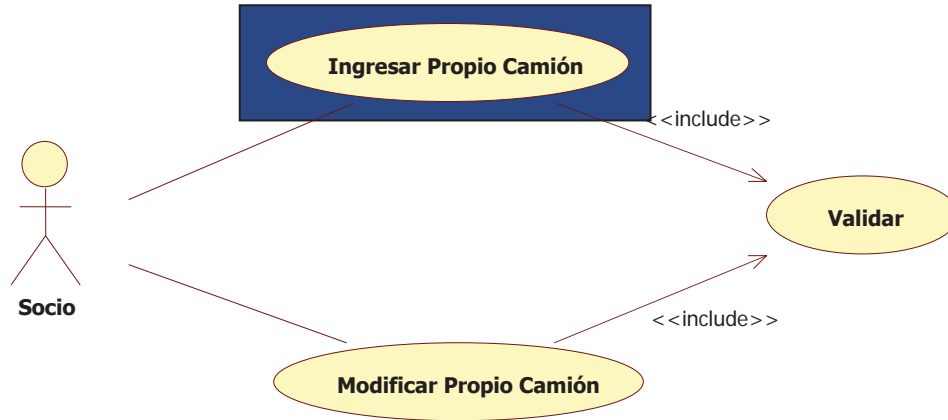 Ingresar Propio Camión
<<include>>
Validar
Socio
<<include>>
Modificar Propio Camión